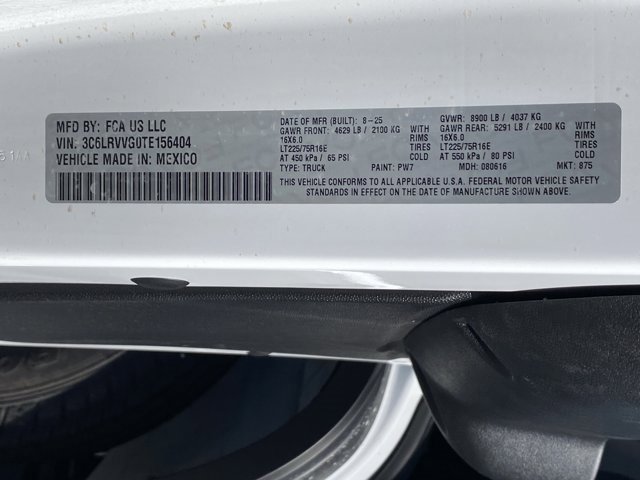 MFD BY: FCA US LLC
VIN: 3C6LRVVG0TE156404
VEHICLE MADE IN: MEXICO
DATE OF MFR (BUILT): 8-25
GAWR FRONT: 4629 LB / 2100 KG
16X6.0 RIMS
LT225/75R16E TIRES
AT 450 kPa / 65 PSI COLD
TYPE: TRUCK PAINT: PW7
GVWR: 8900 LB / 4037 KG
GAWR REAR: 5291 LB / 2400 KG WITH
16X6.0 RIMS
LT225/75R16E TIRES
AT 550 kPa / 80 PSI COLD
MDH: 080616 MKT: 875
THIS VEHICLE CONFORMS TO ALL APPLICABLE U.S.A. FEDERAL MOTOR VEHICLE SAFETY
STANDARDS IN EFFECT ON THE DATE OF MANUFACTURE SHOWN ABOVE.